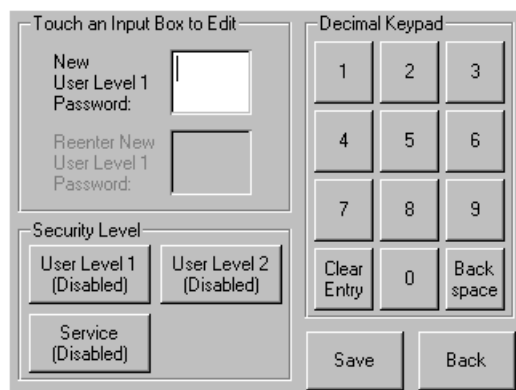 Touch an Input Box to Edit
New
User Level 1
Password:
Reenter New
User Level 1
Password:
Security Level
User Level 1
(Disabled)
User Level 2
(Disabled)
Service
(Disabled)
Decimal Keypad
1 2 3
4 5 6
7 8 9
Clear
Entry
0
Back
space
Save
Back